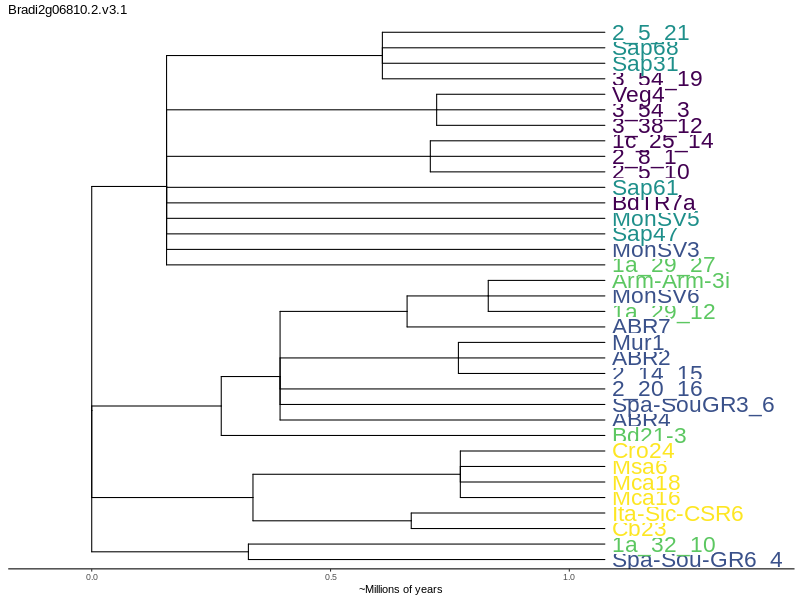 Bradi2g06810.2.v3.1
2_5_21
Sap68
Sap31
3_54_19
Veg4
3_54_3
3_38_12
1c_25_14
2_8_1
2_5_10
Sap61
BdTR7a
MonSV5
Sap47
MonSV3
1a_29_27
Arm-Arm-3i
MonSV6
1a_29_12
ABR7
Mur1
ABR2
2_14_15
2_20_16
Spa-SouGR3_6
ABR4
Bd21-3
Cro24
Msa6
Mca18
Mca16
Ita-Sic-CSR6
Cb23
1a_32_10
Spa-Sou-GR6_4
0.0 0.5 1.0
~Millions of years